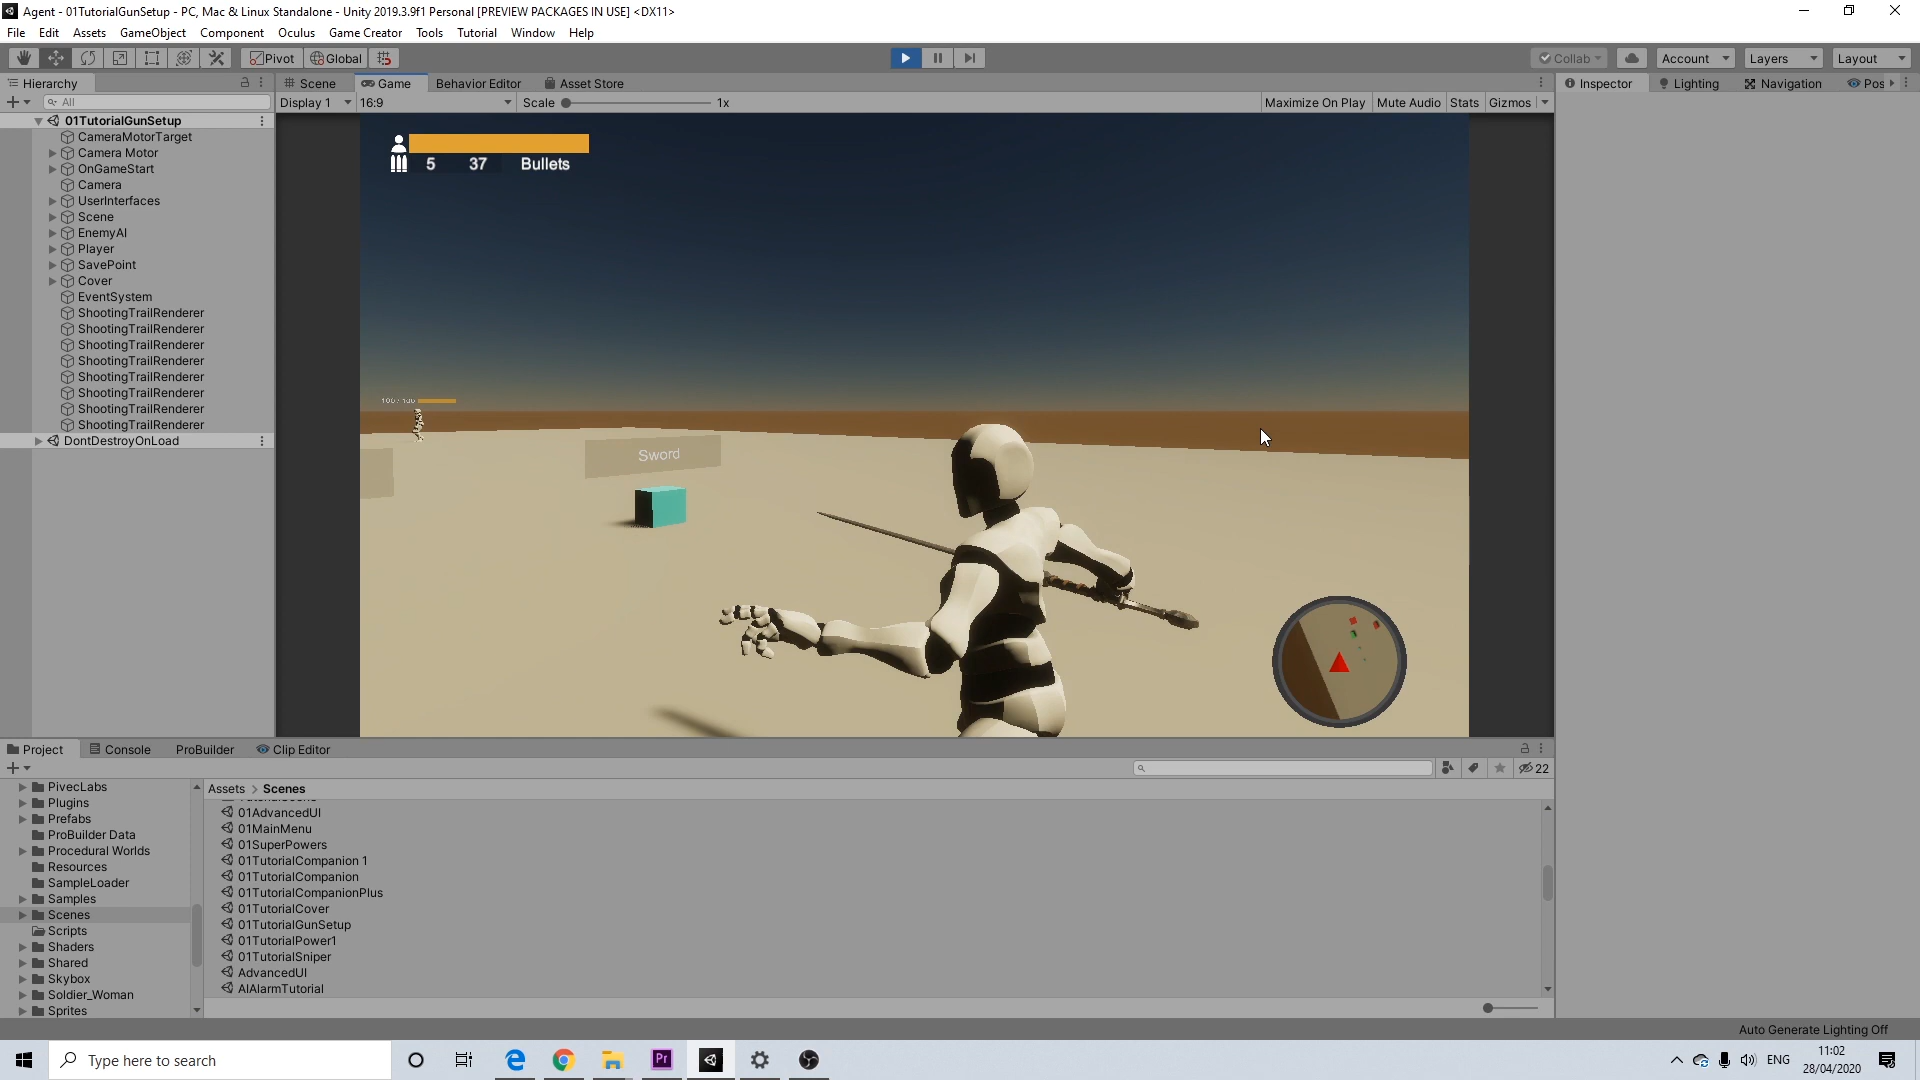 Agent - 01TutorialGunSetup - PC, Mac & Linux Standalone - Unity 2019.3.9f1 Personal [PREVIEW PACKAGES IN USE] <DX11>
File Edit Assets GameObject Component Oculus Game Creator Tools Tutorial Window Help
Pivot Global Collab Account Layers Layout
Hierarchy Scene Game Behavior Editor Asset Store Inspector Lighting Navigation Pos
All Display 1 16:9 Scale 1x Maximize On Play Mute Audio Stats Gizmos
01TutorialGunSetup
CameraMotorTarget
Camera Motor
OnGameStart
Camera
UserInterfaces
Scene
EnemyAI
Player
SavePoint
Cover
EventSystem
ShootingTrailRenderer
ShootingTrailRenderer
ShootingTrailRenderer
ShootingTrailRenderer
ShootingTrailRenderer
ShootingTrailRenderer
ShootingTrailRenderer
ShootingTrailRenderer
DontDestroyOnLoad
5 37 Bullets
Sword
Project Console ProBuilder Clip Editor
22
PivecLabs
Plugins
Prefabs
ProBuilder Data
Procedural Worlds
Resources
SampleLoader
Samples
Scenes
Scripts
Shaders
Shared
Skybox
Soldier_Woman
Sprites
Assets > Scenes
01AdvancedUI
01MainMenu
01SuperPowers
01TutorialCompanion 1
01TutorialCompanion
01TutorialCompanionPlus
01TutorialCover
01TutorialGunSetup
01TutorialPower1
01TutorialSniper
AdvancedUI
AIAlarmTutorial
Auto Generate Lighting Off
Type here to search
Pr
ENG
11:02
28/04/2020